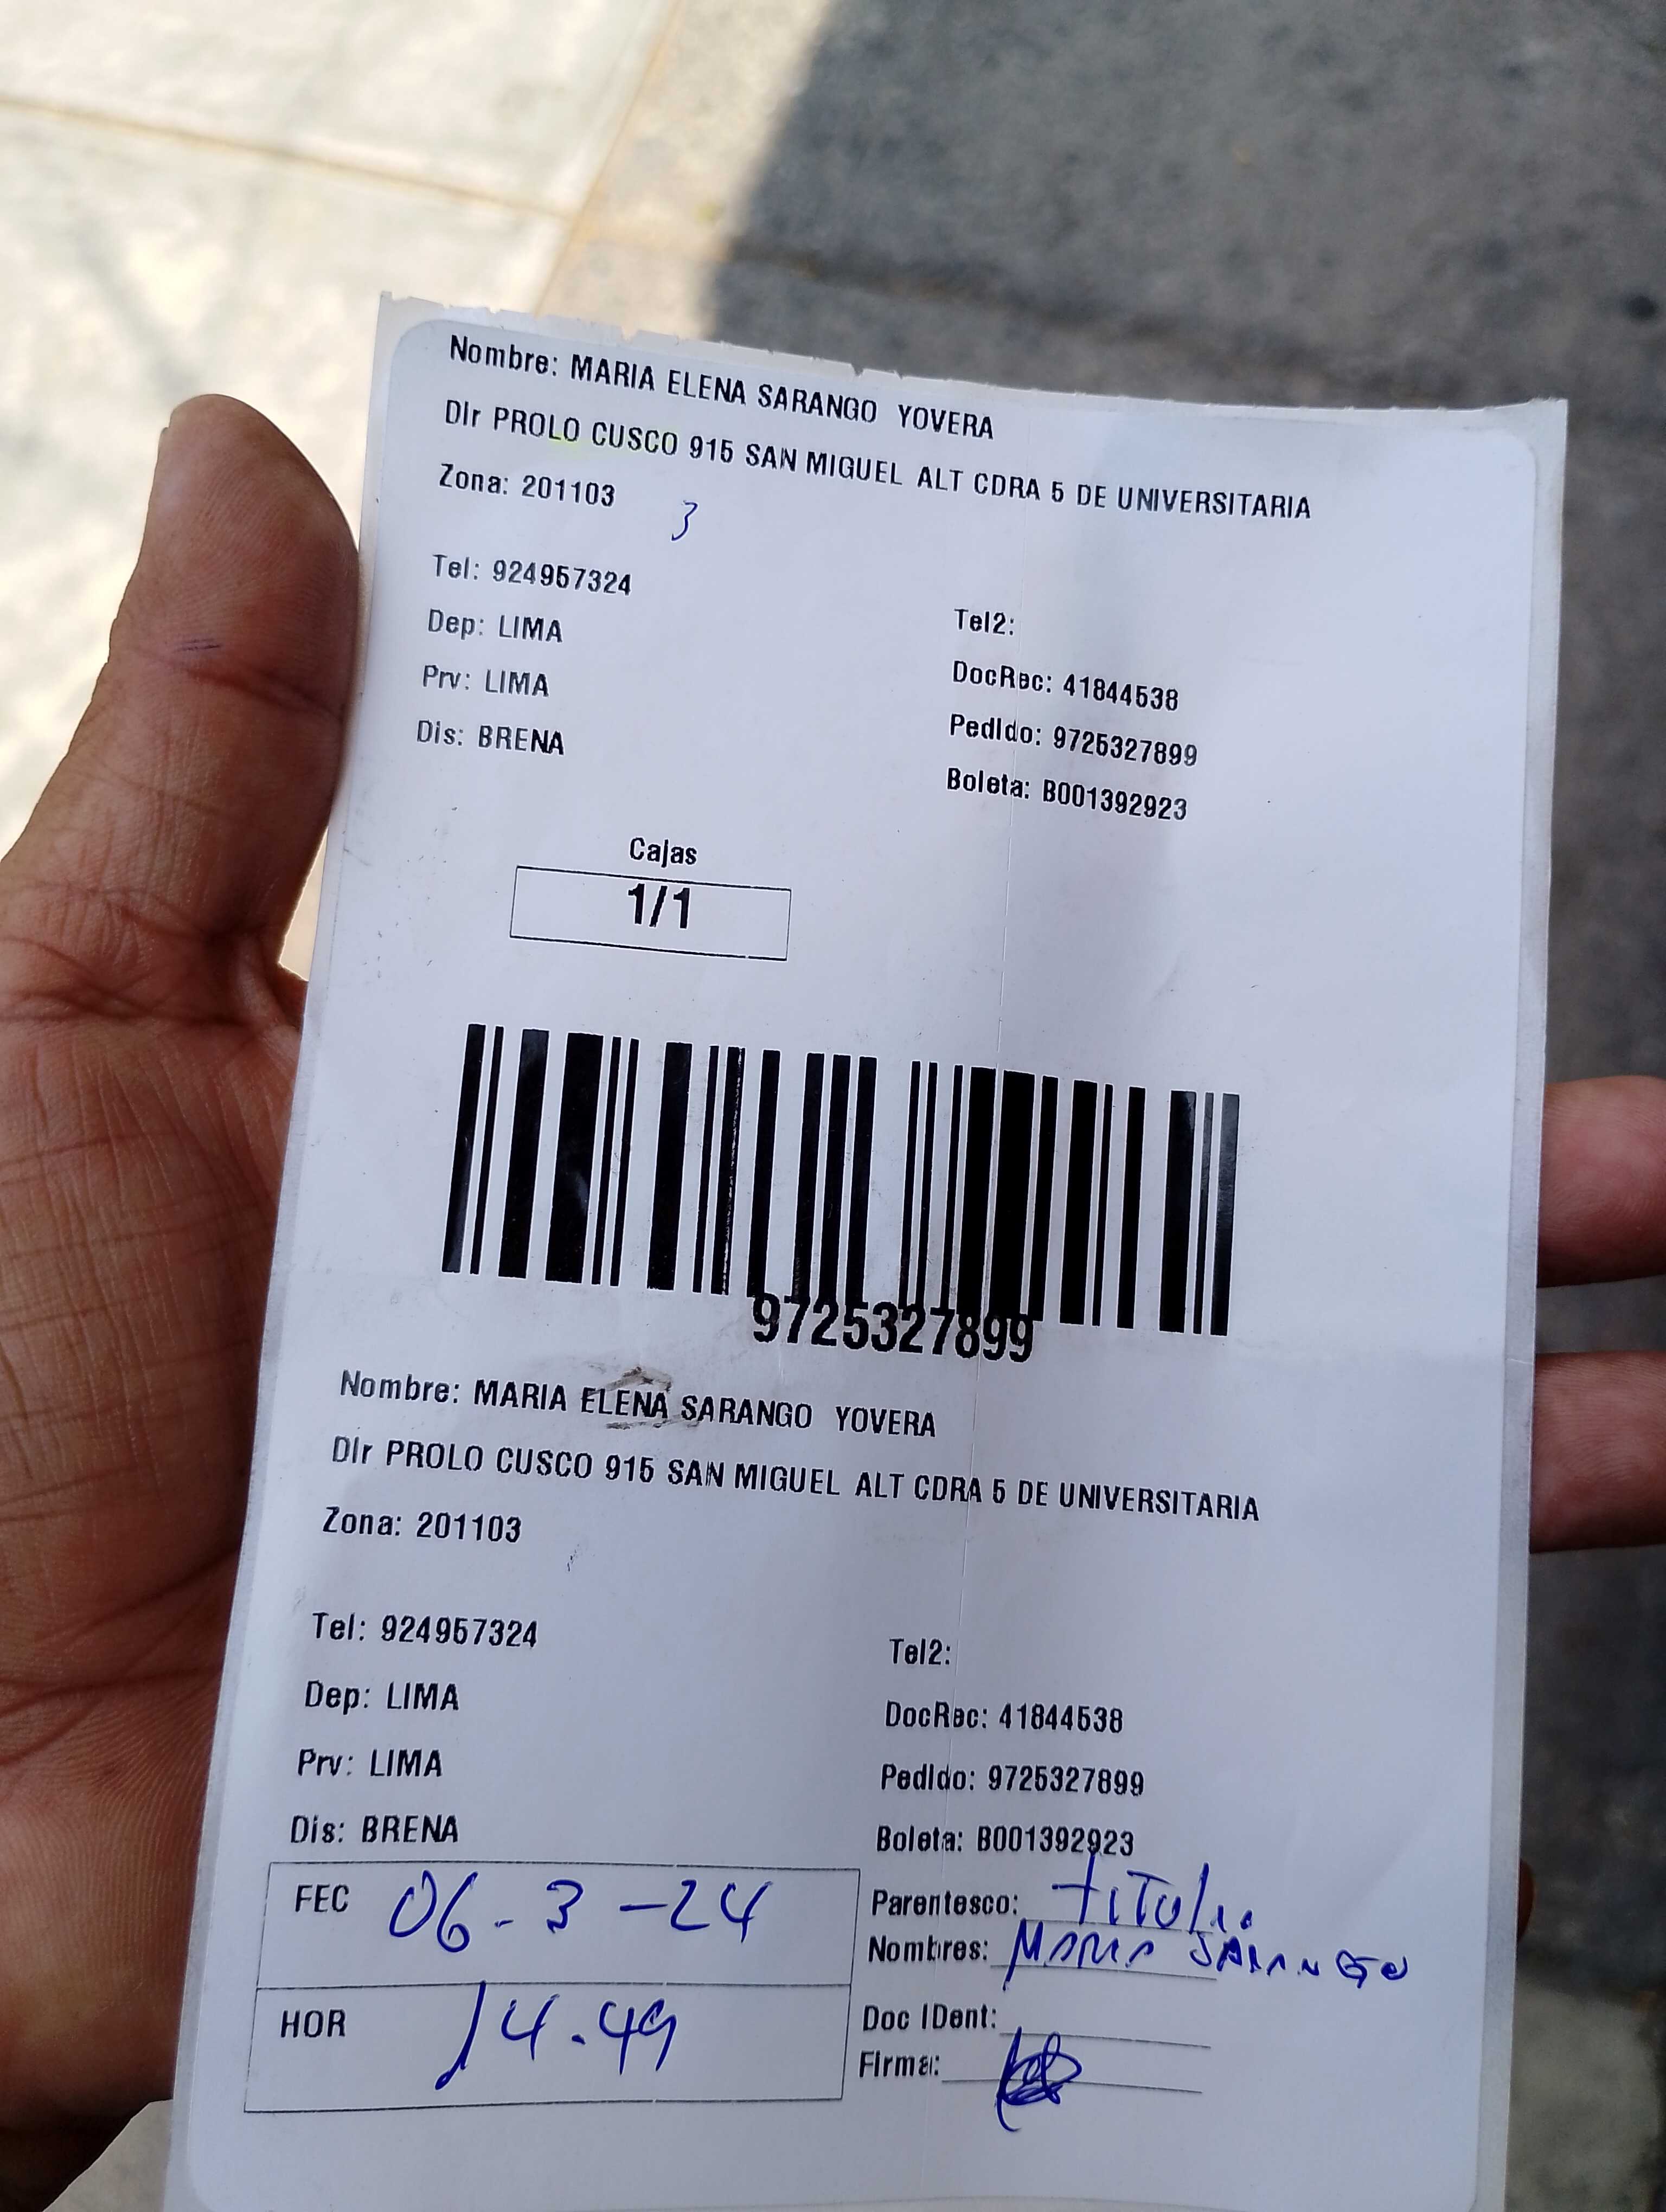 Nombre: MARIA ELENA SARANGO YOVERA
DIr PROLO CUSCO 915 SAN MIGUEL ALT CDRA 5 DE UNIVERSITARIA
Zona: 201103
3
Tel: 924957324
Tel2:
Dep: LIMA
DocRec: 41844538
Prv: LIMA
PedIdo: 9725327899
Dis: BRENA
Boleta: B001392923
Cajas
1/1
9725327899
Nombre: MARIA ELENA SARANGO YOVERA
DIr PROLO CUSCO 915 SAN MIGUEL ALT CDRA 5 DE UNIVERSITARIA
Zona: 201103
Tel: 924957324
Tel2:
Dep: LIMA
DocRec: 41844538
Prv: LIMA
PedIdo: 9725327899
Dis: BRENA
Boleta: B001392923
FEC 06-3-24
Parentesco:
Nombres: MARIA SARANGO
HOR 14.49
Doc IDent:
FIrma: